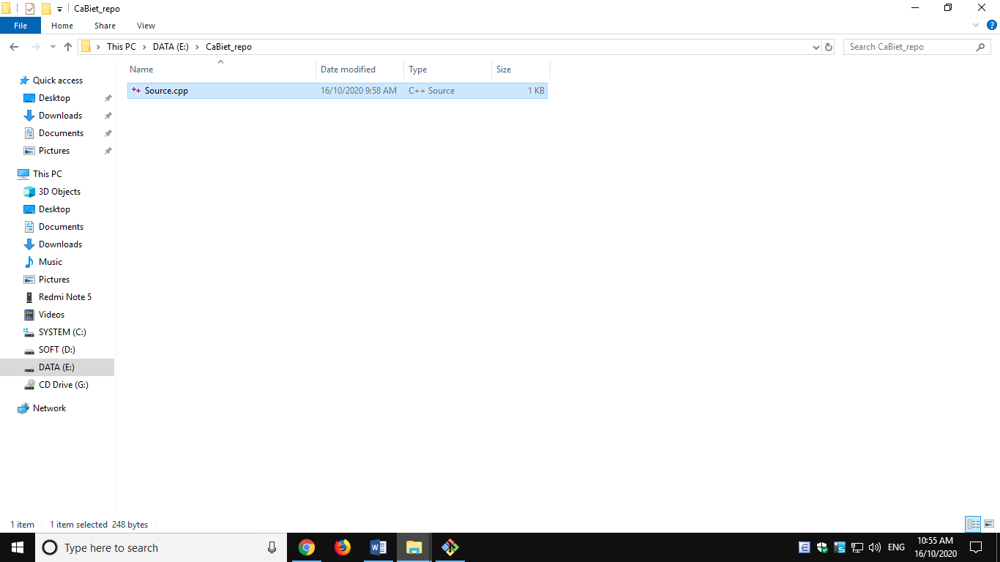 CaBiet_repo
File Home Share View
This PC DATA (E:) CaBiet_repo Search CaBiet_repo
Name Date modified Type Size
Source.cpp 16/10/2020 9:58 AM C++ Source 1 KB
Quick access
Desktop
Downloads
Documents
Pictures
This PC
3D Objects
Desktop
Documents
Downloads
Music
Pictures
Redmi Note 5
Videos
SYSTEM (C:)
SOFT (D:)
DATA (E:)
CD Drive (G:)
Network
1 item 1 item selected 248 bytes
Type here to search ENG 10:55 AM
16/10/2020